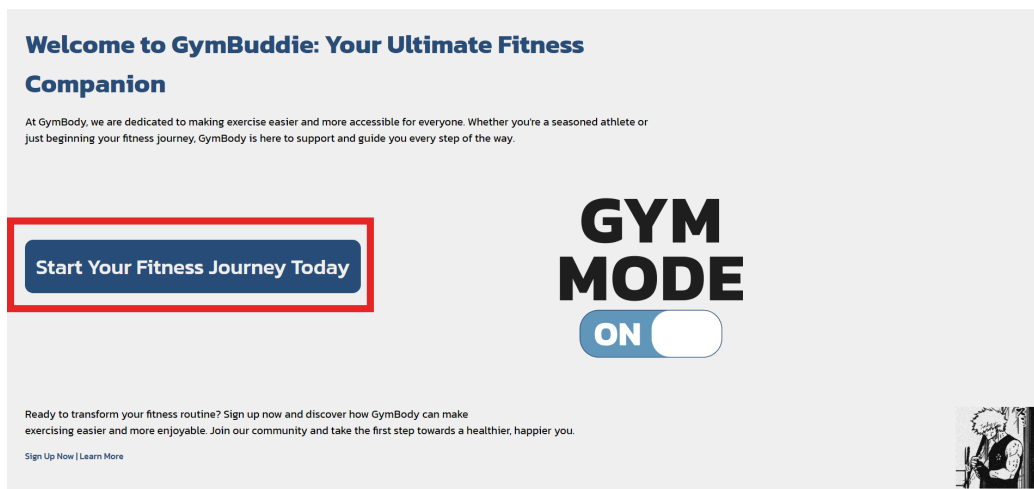 Welcome to GymBuddie: Your Ultimate Fitness
Companion
At GymBody, we are dedicated to making exercise easier and more accessible for everyone. Whether you're a seasoned athlete or
just beginning your fitness journey, GymBody is here to support and guide you every step of the way.
GYM
MODE
ON
Start Your Fitness Journey Today
Ready to transform your fitness routine? Sign up now and discover how GymBody can make
exercising easier and more enjoyable. Join our community and take the first step towards a healthier, happier you.
Sign Up Now | Learn More